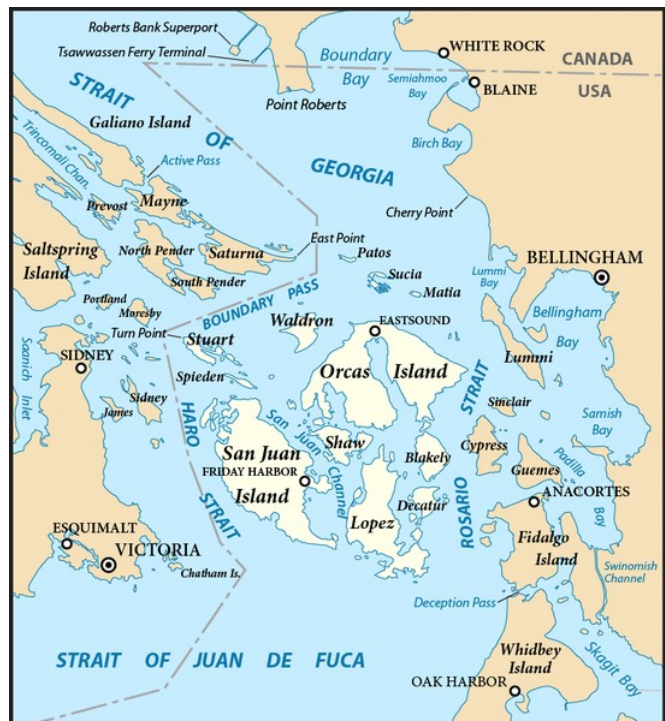 Roberts Bank Superport
Tsawwassen Ferry Terminal
Boundary
Bay
WHITE ROCK
CANADA
USA
Semiahmoo
Bay
BLAINE
Point Roberts
STRAIT
OF
GEORGIA
Galiano Island
Trincomali Chan.
Active Pass
Birch Bay
Prevost
Mayne
Cherry Point
Saltspring
Island
North Pender
Saturna
East Point
Patos
South Pender
Sucia
Matia
Lummi
Bay
BELLINGHAM
Portland
Moresby
BOUNDARY PASS
Waldron
EASTSOUND
Bellingham
Bay
Turn Point
Stuart
Saanich Inlet
SIDNEY
Spieden
Orcas
Island
Lummi
Sidney
James
HARO
STRAIT
San Juan
Channel
Shaw
ROSARIO
STRAIT
Sinclair
Samish
Bay
San Juan
Island
FRIDAY HARBOR
Blakely
Cypress
Guemes
Padilla
Bay
Lopez
Decatur
ANACORTES
ESQUIMALT
VICTORIA
Chatham Is.
Fidalgo
Island
Swinomish
Channel
Deception Pass
STRAIT OF JUAN DE FUCA
Whidbey
Island
Skagit Bay
OAK HARBOR